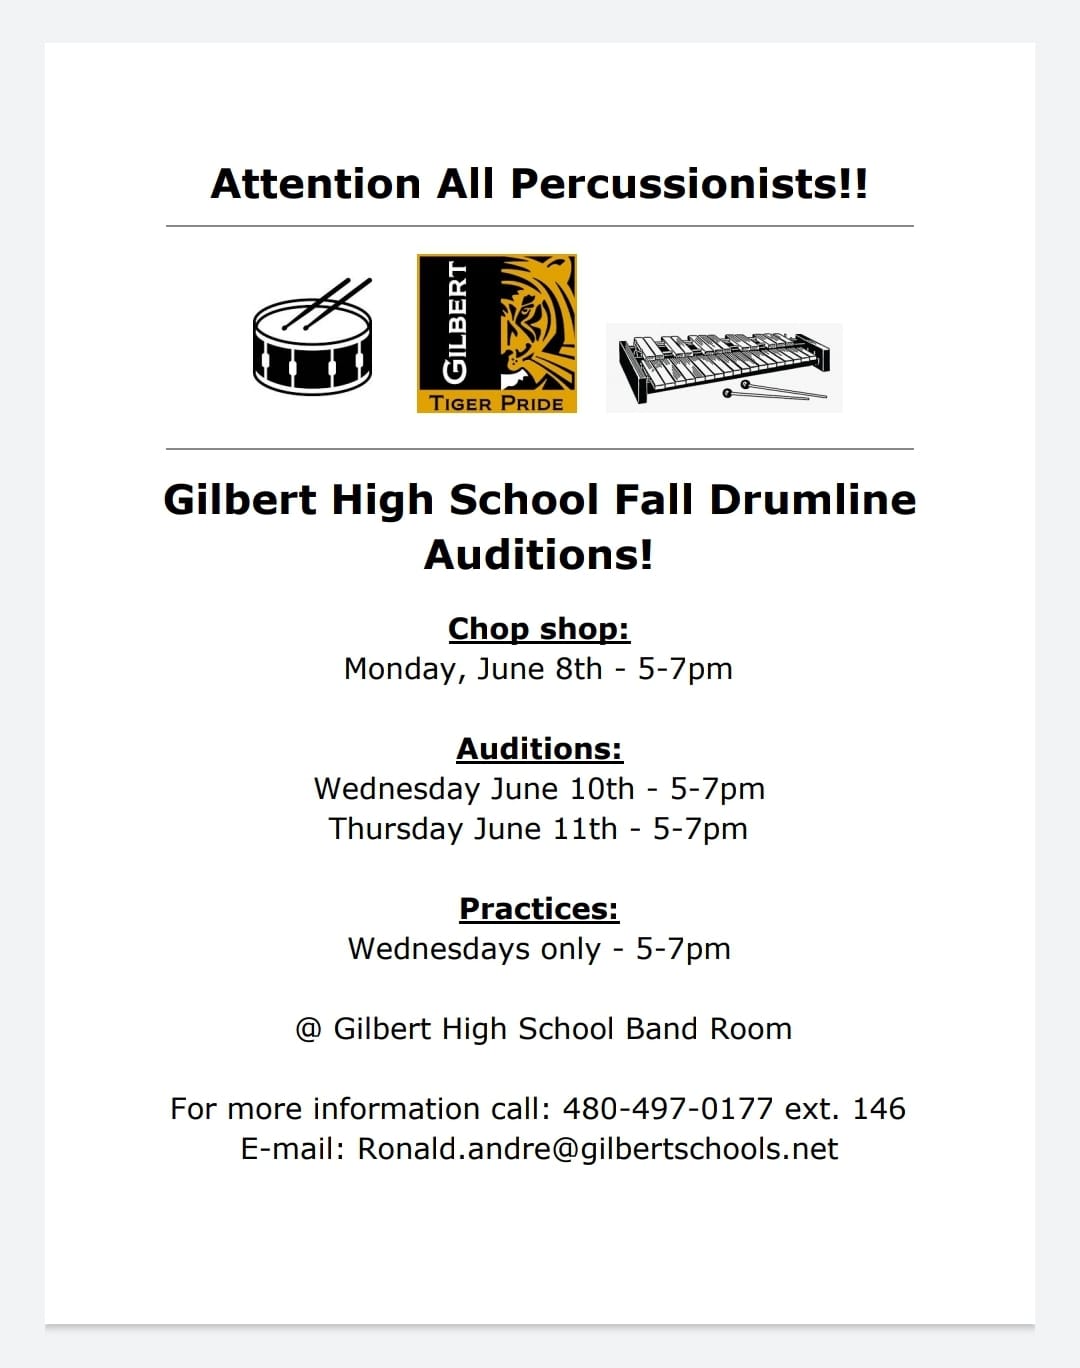 Attention All Percussionists!!
GILBERT
TIGER PRIDE
Gilbert High School Fall Drumline
Auditions!
Chop shop:
Monday, June 8th - 5-7pm
Auditions:
Wednesday June 10th - 5-7pm
Thursday June 11th - 5-7pm
Practices:
Wednesdays only - 5-7pm
@ Gilbert High School Band Room
For more information call: 480-497-0177 ext. 146
E-mail: Ronald.andre@gilbertschools.net